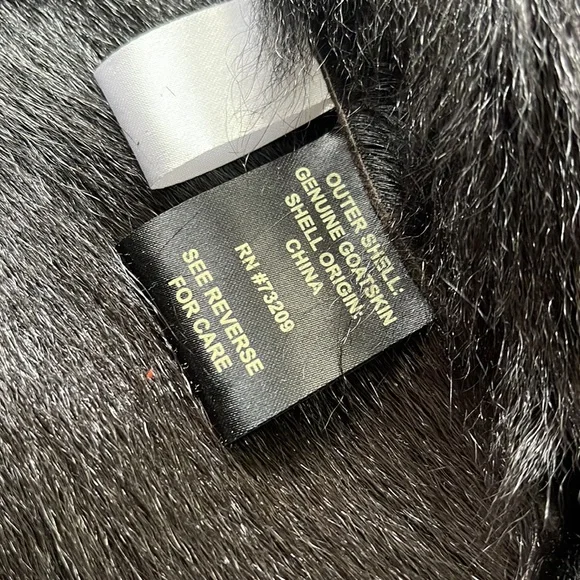 OUTER SHELL:
GENUINE GOATSKIN
SHELL ORIGIN:
CHINA
RN #73209
SEE REVERSE
FOR CARE